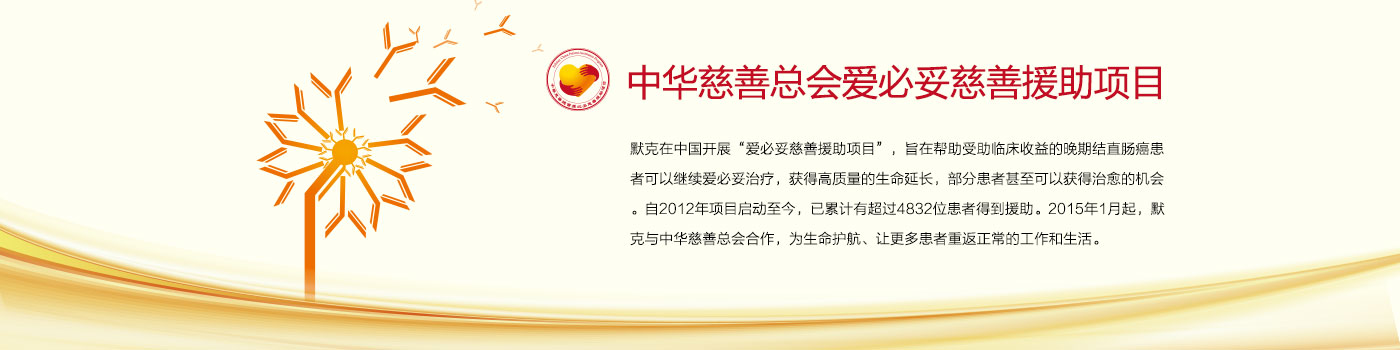 中华慈善总会爱必妥慈善援助项目
默克在中国开展“爱必妥慈善援助项目”，旨在帮助受助临床收益的晚期结直肠癌患
者可以继续爱必妥治疗，获得高质量的生命延长，部分患者甚至可以获得治愈的机会
。自2012年项目启动至今，已累计有超过4832位患者得到援助。2015年1月起，默
克与中华慈善总会合作，为生命护航、让更多患者重返正常的工作和生活。